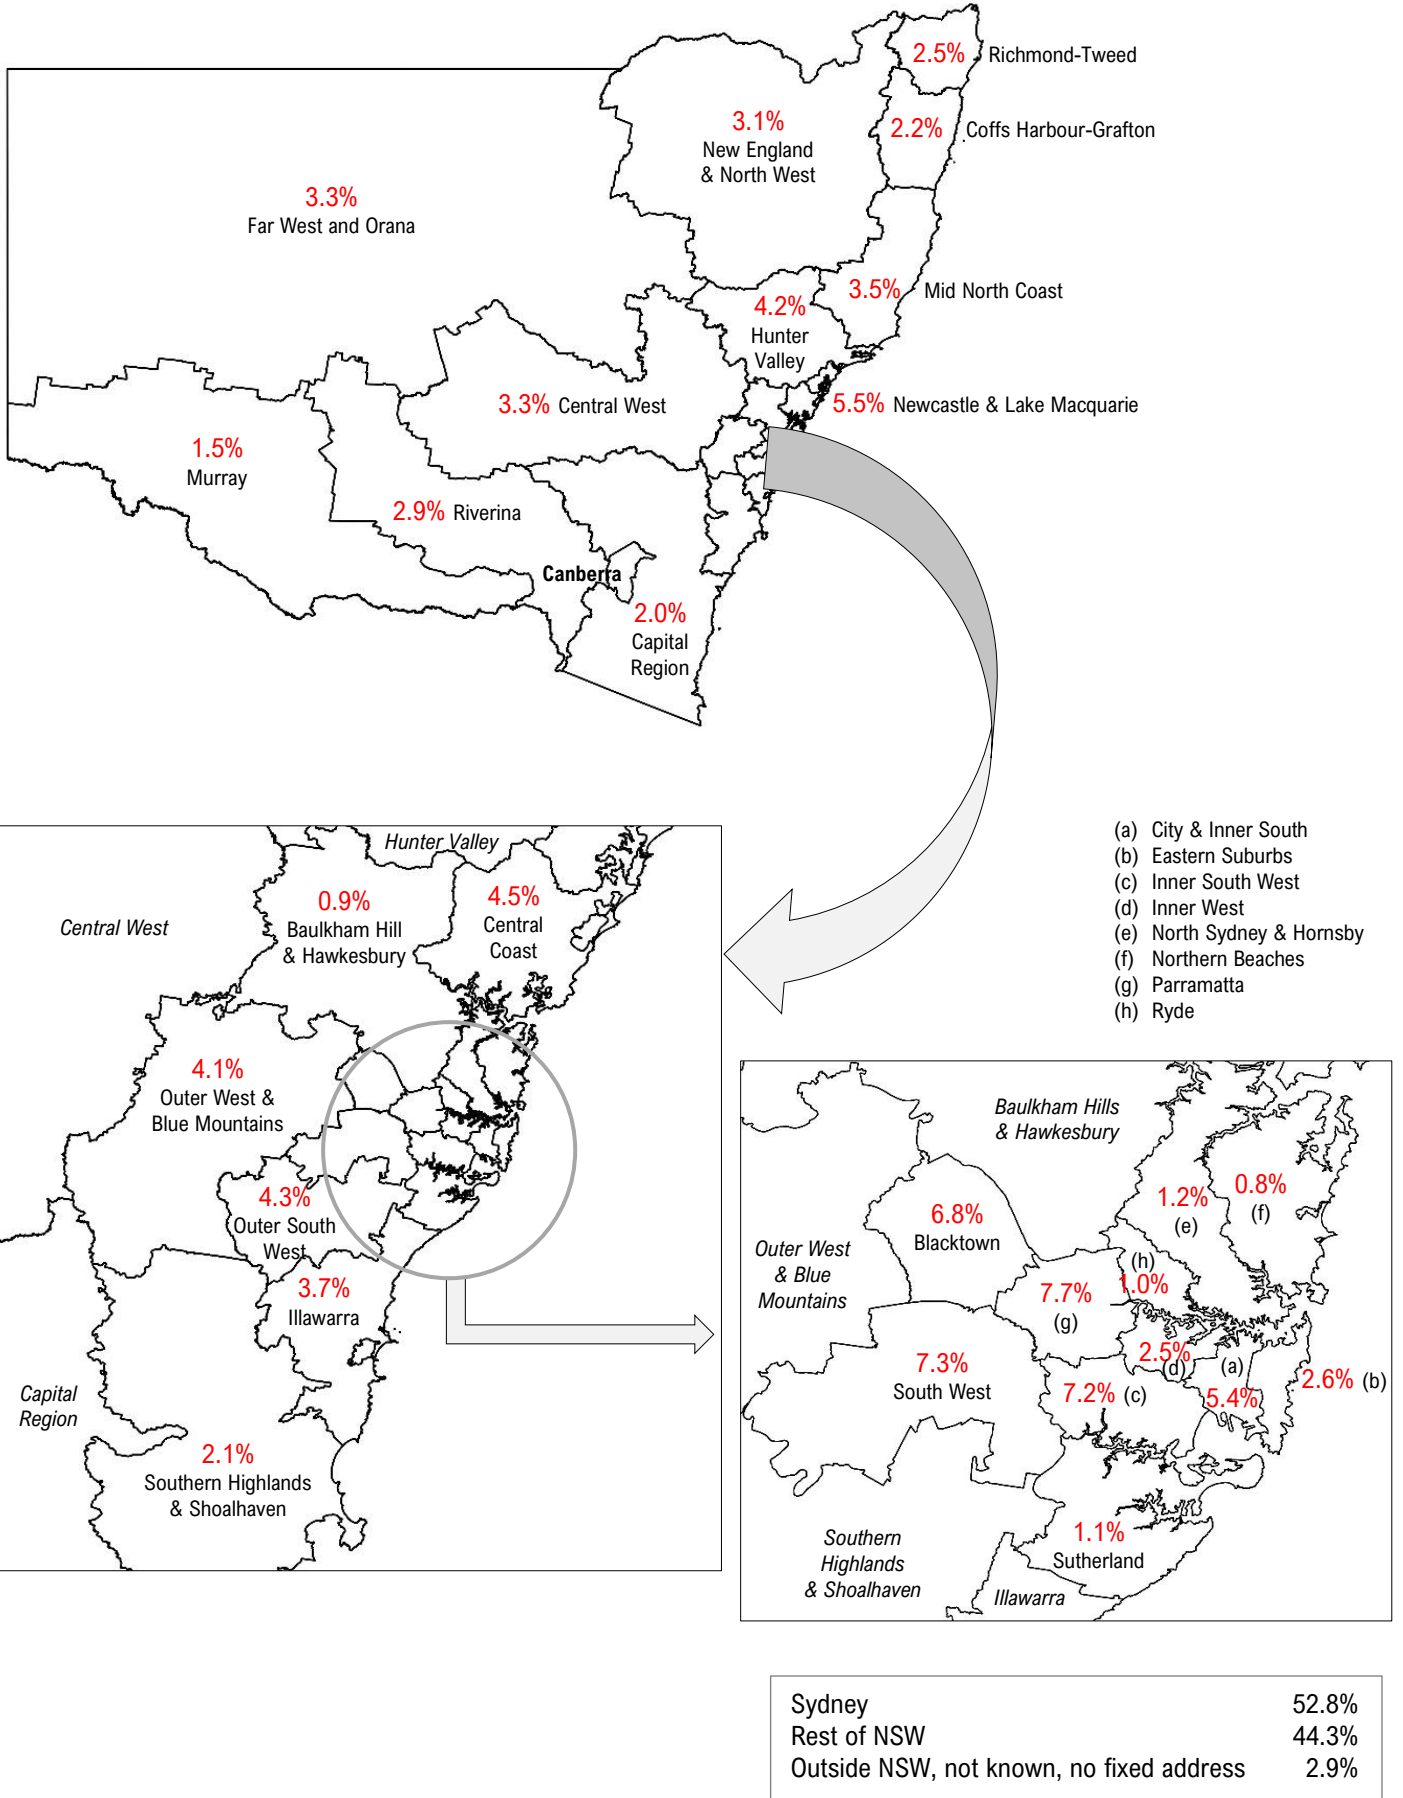 2.5% Richmond-Tweed
3.1%
New England
& North West
2.2% Coffs Harbour-Grafton
3.3%
Far West and Orana
3.5% Mid North Coast
4.2%
Hunter
Valley
3.3% Central West
5.5% Newcastle & Lake Macquarie
1.5%
Murray
2.9% Riverina
Canberra
2.0%
Capital
Region
Hunter Valley
0.9%
Baulkham Hill
& Hawkesbury
4.5%
Central
Coast
Central West
4.1%
Outer West &
Blue Mountains
4.3%
Outer South
West
3.7%
Illawarra
Capital
Region
2.1%
Southern Highlands
& Shoalhaven
(a) City & Inner South
(b) Eastern Suburbs
(c) Inner South West
(d) Inner West
(e) North Sydney & Hornsby
(f) Northern Beaches
(g) Parramatta
(h) Ryde
Baulkham Hills
& Hawkesbury
1.2%
(e)
0.8%
(f)
6.8%
Blacktown
Outer West
& Blue
Mountains
(h)
1.0%
7.7%
(g)
7.3%
South West
2.5%
(d)
(a)
5.4%
2.6% (b)
7.2% (c)
1.1%
Sutherland
Southern
Highlands
& Shoalhaven
Illawarra
Sydney 52.8%
Rest of NSW 44.3%
Outside NSW, not known, no fixed address 2.9%